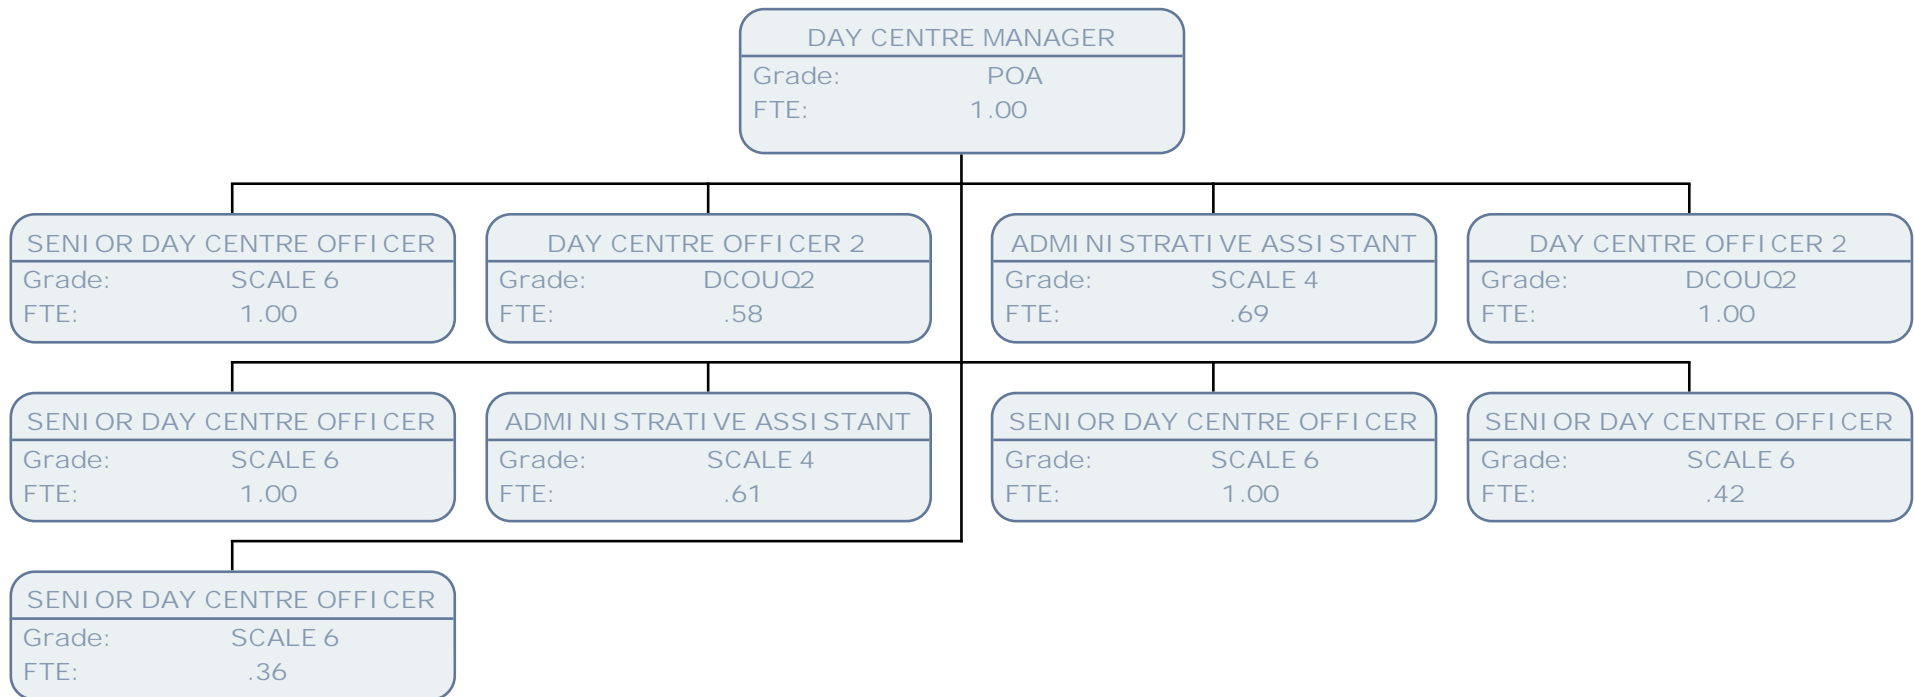 DAY CENTRE MANAGER
Grade: POA
FTE: 1.00
SENIOR DAY CENTRE OFFICER
Grade: SCALE 6
FTE: 1.00
DAY CENTRE OFFICER 2
Grade: DCOUQ2
FTE: .58
ADMINISTRATIVE ASSISTANT
Grade: SCALE 4
FTE: .69
DAY CENTRE OFFICER 2
Grade: DCOUQ2
FTE: 1.00
SENIOR DAY CENTRE OFFICER
Grade: SCALE 6
FTE: 1.00
ADMINISTRATIVE ASSISTANT
Grade: SCALE 4
FTE: .61
SENIOR DAY CENTRE OFFICER
Grade: SCALE 6
FTE: 1.00
SENIOR DAY CENTRE OFFICER
Grade: SCALE 6
FTE: .42
SENIOR DAY CENTRE OFFICER
Grade: SCALE 6
FTE: .36